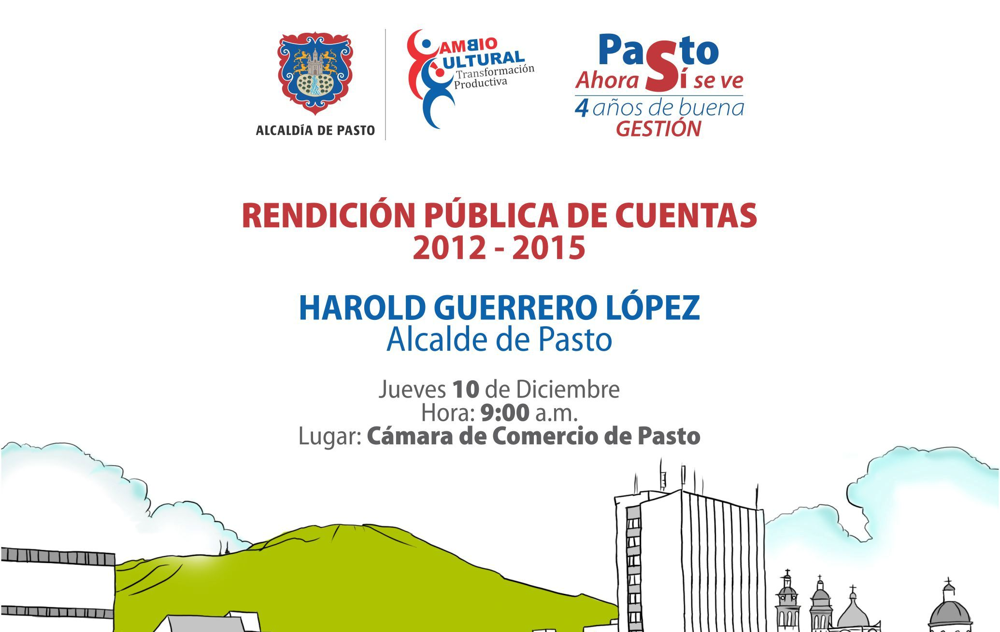 ALCALDÍA DE PASTO
CAMBIO
CULTURAL
Transformación
Productiva
Pasto
Ahora Sí se ve
4 años de buena
GESTIÓN
RENDICIÓN PÚBLICA DE CUENTAS
2012 - 2015
HAROLD GUERRERO LÓPEZ
Alcalde de Pasto
Jueves 10 de Diciembre
Hora: 9:00 a.m.
Lugar: Cámara de Comercio de Pasto